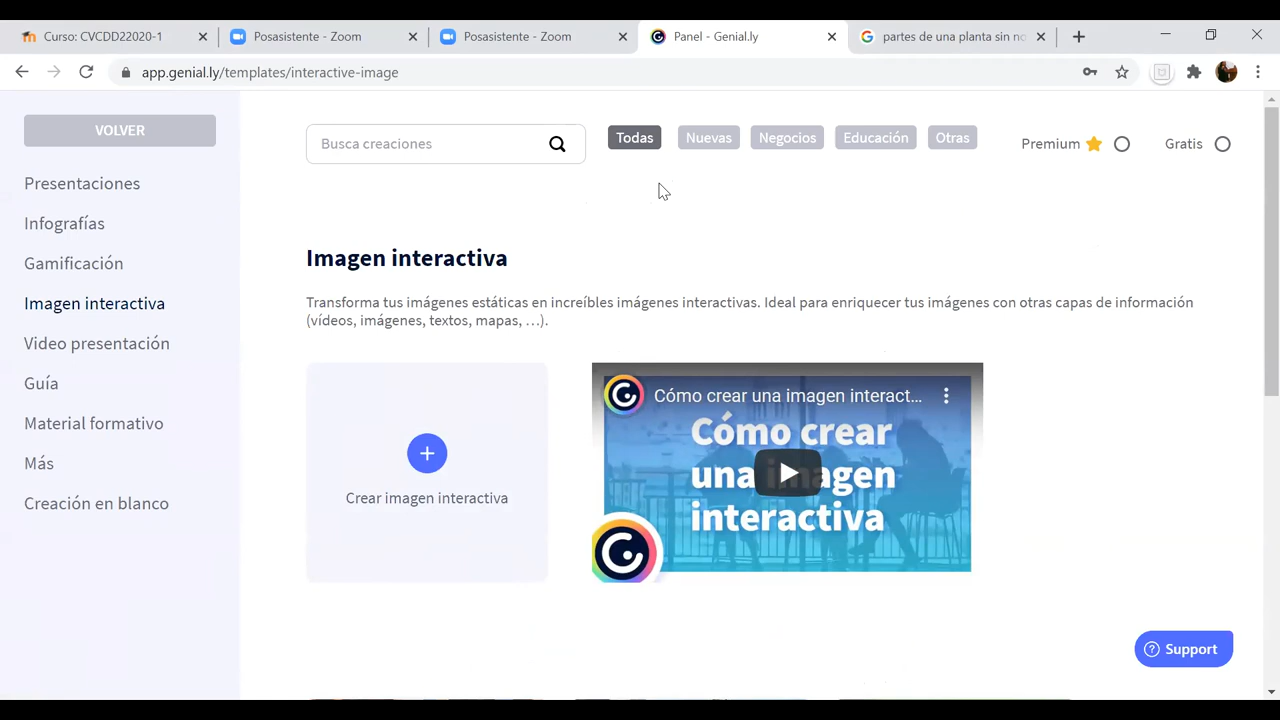 Curso: CVCDD22020-1
Posasistente - Zoom
Posasistente - Zoom
Panel - Genial.ly
partes de una planta sin no
app.genial.ly/templates/interactive-image
VOLVER
Presentaciones
Infografías
Gamificación
Imagen interactiva
Video presentación
Guía
Material formativo
Más
Creación en blanco
Busca creaciones
Todas
Nuevas
Negocios
Educación
Otras
Premium
Gratis
Imagen interactiva
Transforma tus imágenes estáticas en increíbles imágenes interactivas. Ideal para enriquecer tus imágenes con otras capas de información
(vídeos, imágenes, textos, mapas, …).
Crear imagen interactiva
Cómo crear una imagen interact...
Cómo crear
una imagen
interactiva
Support